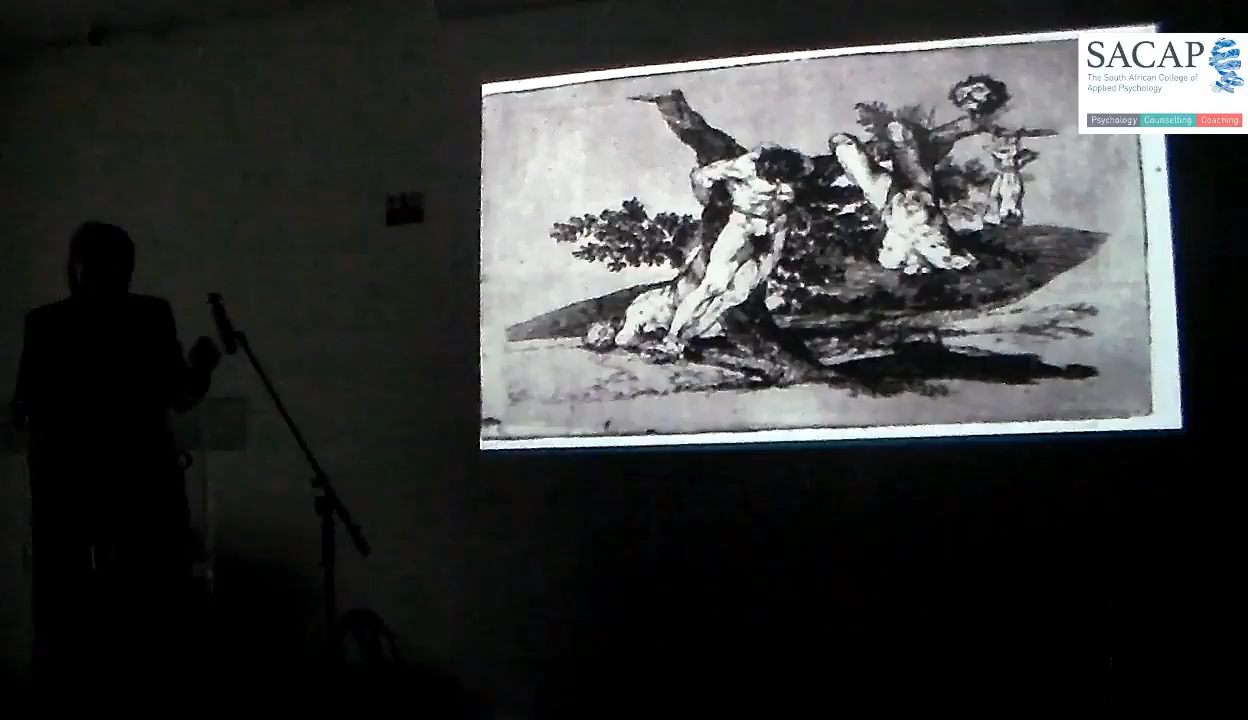 SACAP
The South African College of
Applied Psychology
Psychology Counselling Coaching